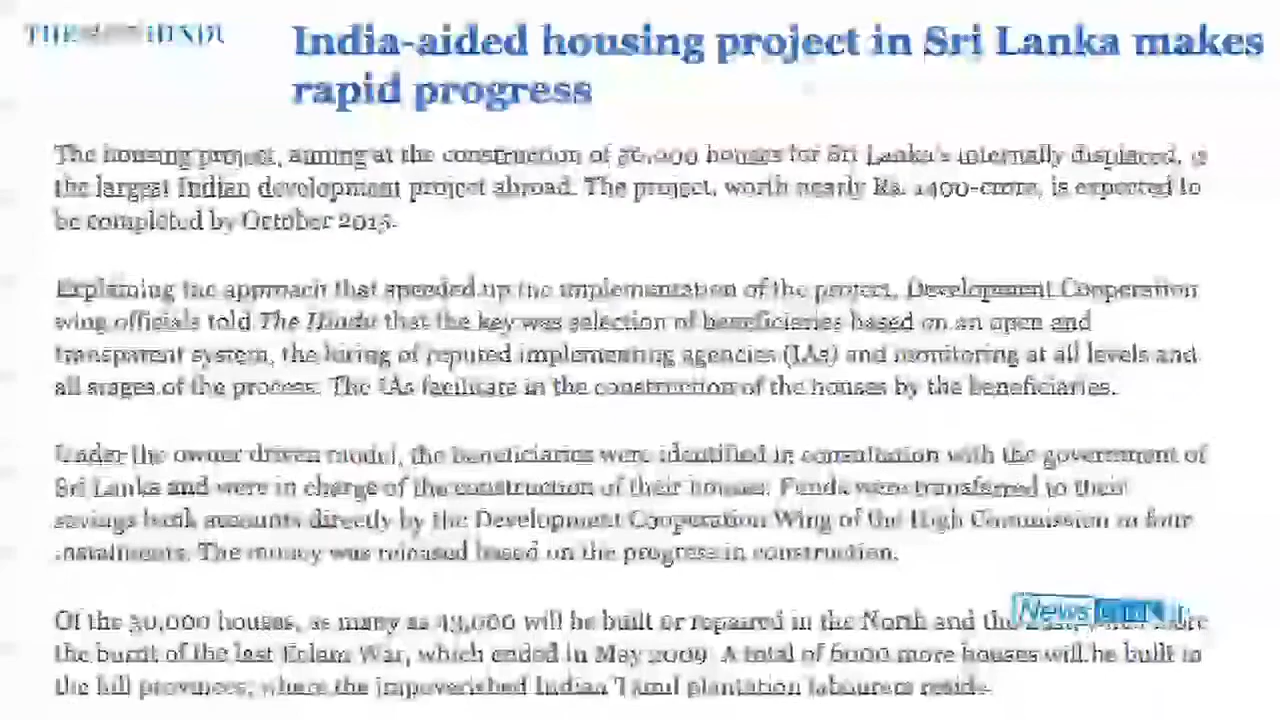 THE HINDU
India-aided housing project in Sri Lanka makes
rapid progress
The housing project, aiming at the construction of houses for Sri Lanka's internally displaced, is
the largest Indian development project abroad. The project, worth nearly Rs. 1400-crore, is expected to
be completed by October 2015.
Explaining the approach that speeded up the implementation of the project, Development Cooperation
wing officials told The Hindu that the key was selection of beneficiaries based on an open and
transparent system, the hiring of reputed implementing agencies (IAs) and monitoring at all levels and
all stages of the process. The IAs facilitate in the construction of the houses by the beneficiaries.
Under the owner driven model, the beneficiaries were identified in consultation with the government of
Sri Lanka and were in charge of the construction of their houses. Funds were transferred to their
savings bank accounts directly by the Development Cooperation Wing of the High Commission in four
instalments. The money was released based on the progress in construction.
News
Of the houses, as many as will be built or repaired in the North and the
the brunt of the last Eelam War, which ended in May 2009. A total of 6000 more houses will be built in
the hill provinces, where the impoverished Indian Tamil plantation labourers reside.